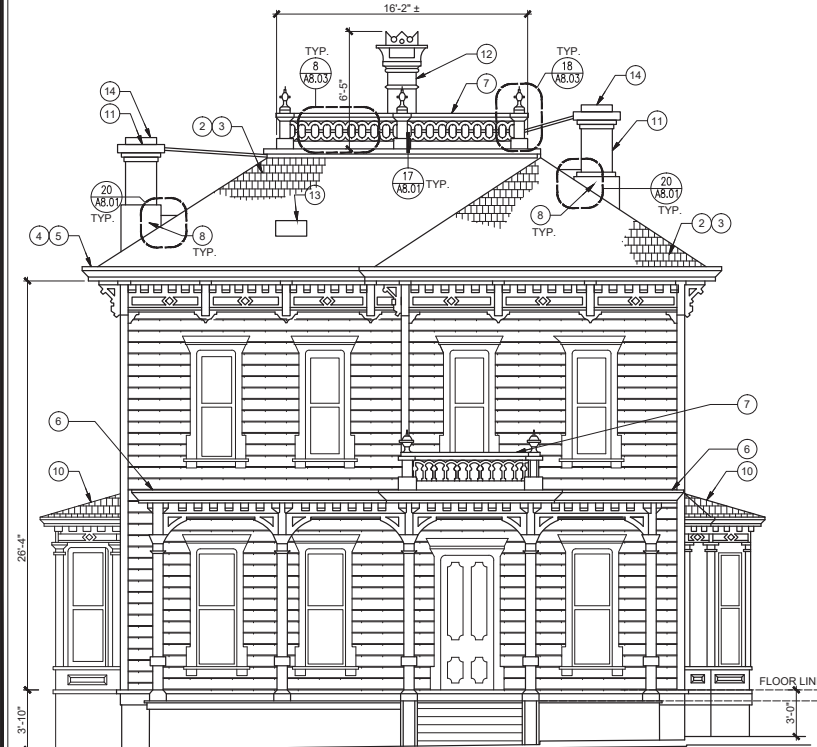 16'-2" ±
TYP.
8
A8.03
6'-5"
12
7
TYP.
18
A8.03
14
11
2 3
14
11
17
A8.01
TYP.
13
20
A8.01
TYP.
8
TYP.
20
A8.01
TYP.
8
TYP.
4 5
2 3
7
6
6
10
10
26'-4"
FLOOR LIN
3'-10"
3'-0"